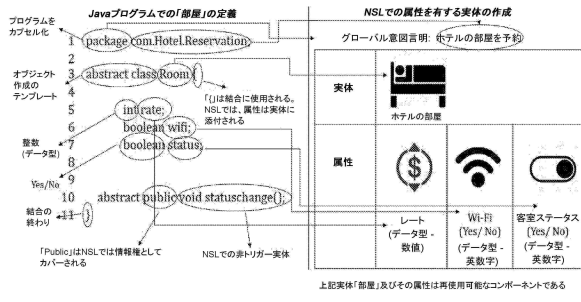 Javaプログラムでの「部屋」の定義
NSLでの属性を有する実体の作成
プログラムを
カプセル化
1 package com.Hotel.Reservation;
2
3 abstract class Room {
4
5 int rate;
6 boolean wifi;
7 boolean status;
8
9
10 abstract public void statuschange();
11 }
オブジェクト
作成の
テンプレート
「{」は結合に使用される。
NSLでは、属性は実体に
添付される
整数
(データ型)
Yes/No
結合の
終わり
「Public」はNSLでは情報権として
カバーされる
NSLでの非トリガー実体
グローバル意図言明: ホテルの部屋を予約
実体
ホテルの部屋
属性
レート
(データ型 -
数値)
Wi-Fi
(Yes/ No)
(データ型 -
英数字)
客室ステータス
(Yes/ No)
(データ型 -
英数字)
上記実体「部屋」及びその属性は再使用可能なコンポーネントである